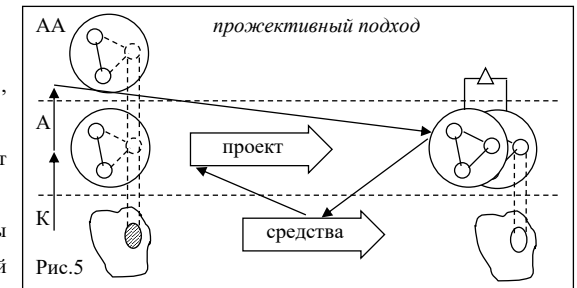 АА прожективный подход
,
А
т
проект
К
ы
средства
й Рис.5